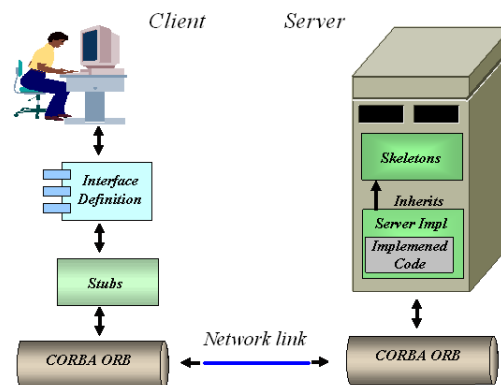 Client
Server
Interface
Definition
Stubs
CORBA ORB
Network link
Skeletons
Inherits
Server Impl
Implemened
Code
CORBA ORB